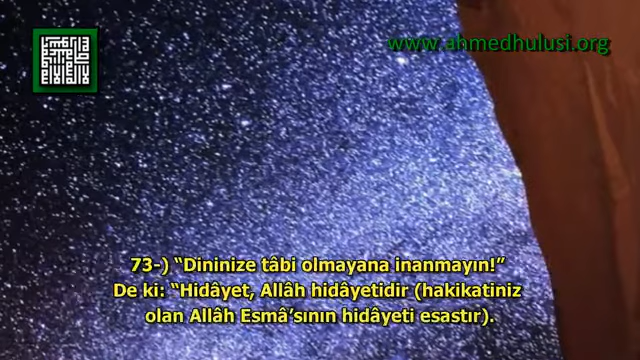 www.ahmedhulusi.org
73-) “Dininize tâbi olmayana inanmayın!”
De ki: “Hidâyet, Allâh hidâyetidir (hakikatiniz
olan Allâh Esmâ’sının hidâyeti esastır).